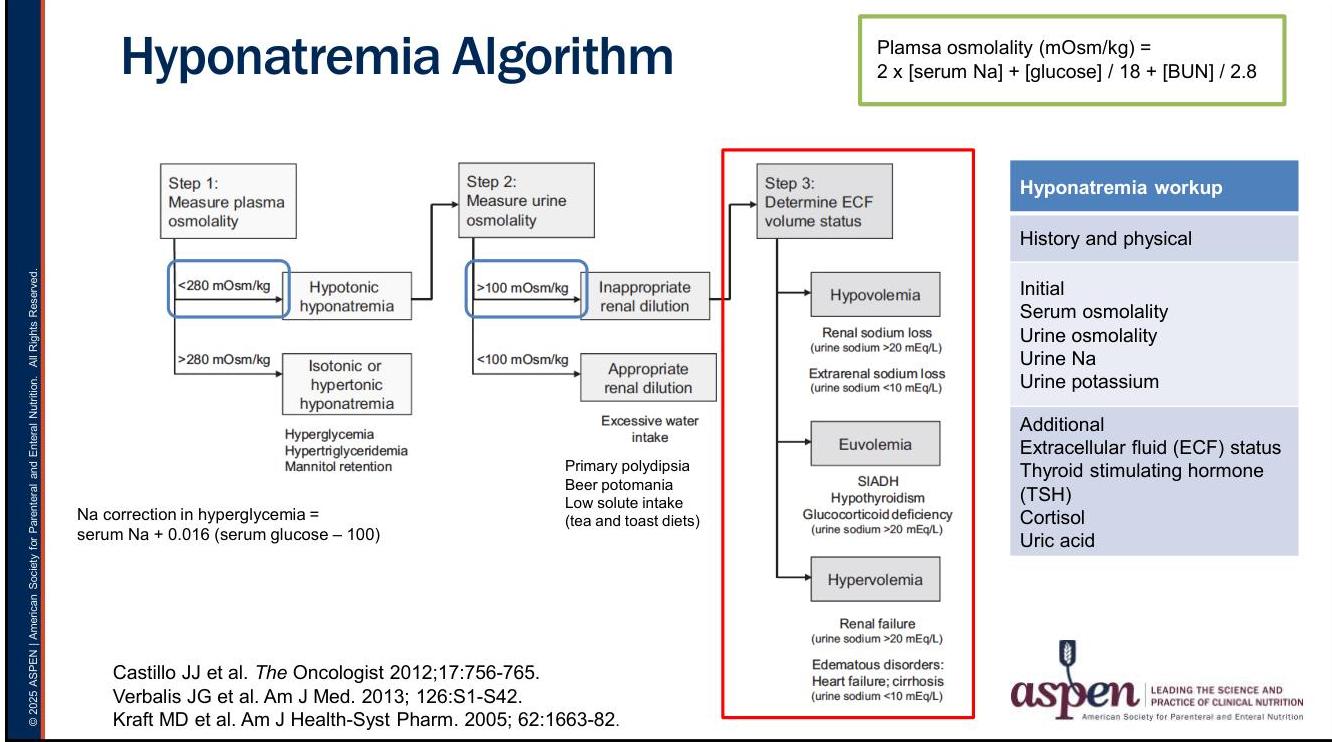 Hyponatremia Algorithm
Plamsa osmolality (mOsm/kg) =
2 x [serum Na] + [glucose] / 18 + [BUN] / 2.8
Step 1:
Measure plasma
osmolality
<280 mOsm/kg
Hypotonic
hyponatremia
>280 mOsm/kg
Isotonic or
hypertonic
hyponatremia
Hyperglycemia
Hypertriglyceridemia
Mannitol retention
Na correction in hyperglycemia =
serum Na + 0.016 (serum glucose – 100)
Step 2:
Measure urine
osmolality
>100 mOsm/kg
Inappropriate
renal dilution
<100 mOsm/kg
Appropriate
renal dilution
Excessive water
intake
Primary polydipsia
Beer potomania
Low solute intake
(tea and toast diets)
Step 3:
Determine ECF
volume status
Hypovolemia
Renal sodium loss
(urine sodium >20 mEq/L)
Extrarenal sodium loss
(urine sodium <10 mEq/L)
Euvolemia
SIADH
Hypothyroidism
Glucocorticoid deficiency
(urine sodium >20 mEq/L)
Hypervolemia
Renal failure
(urine sodium >20 mEq/L)
Edematous disorders:
Heart failure; cirrhosis
(urine sodium <10 mEq/L)
Hyponatremia workup
History and physical
Initial
Serum osmolality
Urine osmolality
Urine Na
Urine potassium
Additional
Extracellular fluid (ECF) status
Thyroid stimulating hormone
(TSH)
Cortisol
Uric acid
Castillo JJ et al. The Oncologist 2012;17:756-765.
Verbalis JG et al. Am J Med. 2013; 126:S1-S42.
Kraft MD et al. Am J Health-Syst Pharm. 2005; 62:1663-82.
aspen
LEADING THE SCIENCE AND
PRACTICE OF CLINICAL NUTRITION
American Society for Parenteral and Enteral Nutrition
© 2025 ASPEN | American Society for Parenteral and Enteral Nutrition. All Rights Reserved.